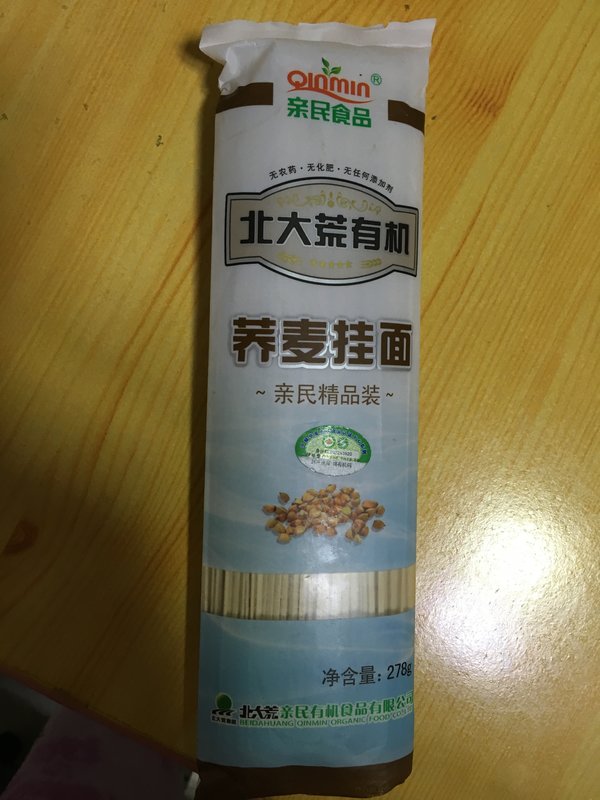 QINMIN®
亲民食品
无农药·无化肥·无任何添加剂
北大荒有机
荞麦挂面
~亲民精品装~
净含量：278g
北大荒亲民有机食品有限公司
BEIDAHUANG QINMIN ORGANIC FOOD CO